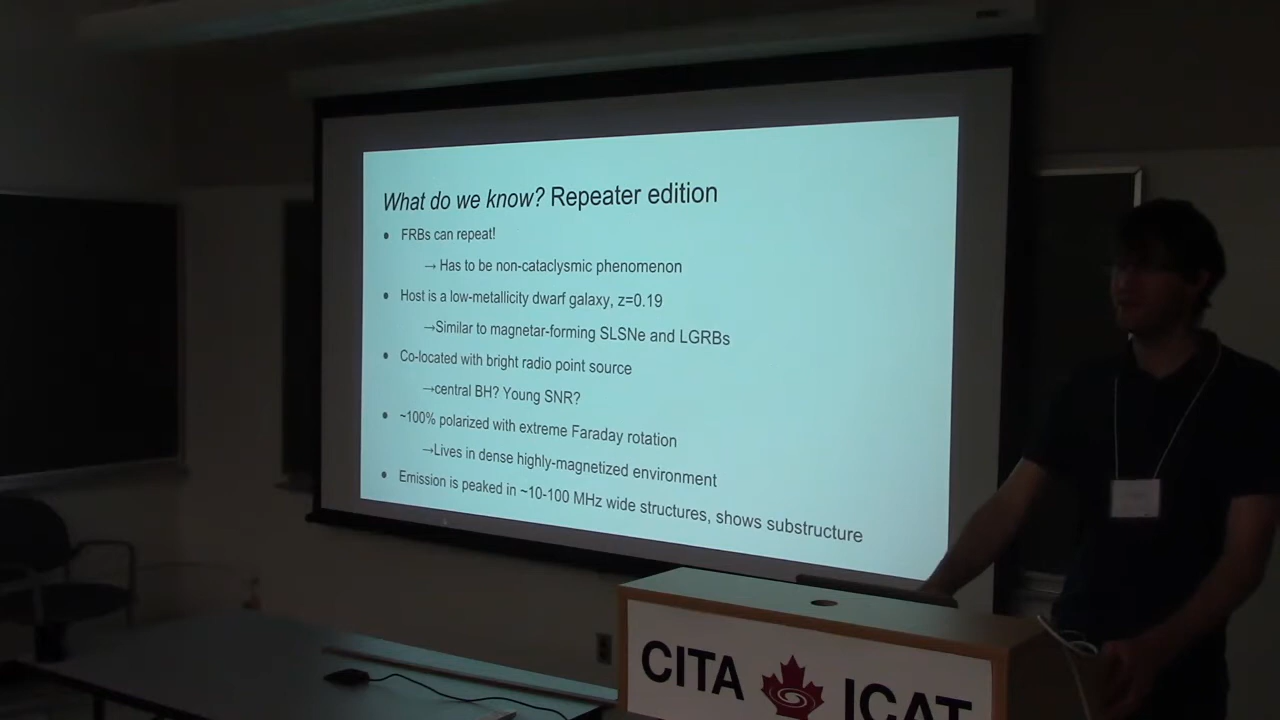 What do we know? Repeater edition
● FRBs can repeat!
→ Has to be non-cataclysmic phenomenon
● Host is a low-metallicity dwarf galaxy, z=0.19
→Similar to magnetar-forming SLSNe and LGRBs
● Co-located with bright radio point source
→central BH? Young SNR?
● ~100% polarized with extreme Faraday rotation
→Lives in dense highly-magnetized environment
● Emission is peaked in ~10-100 MHz wide structures, shows substructure
CITA ICAT